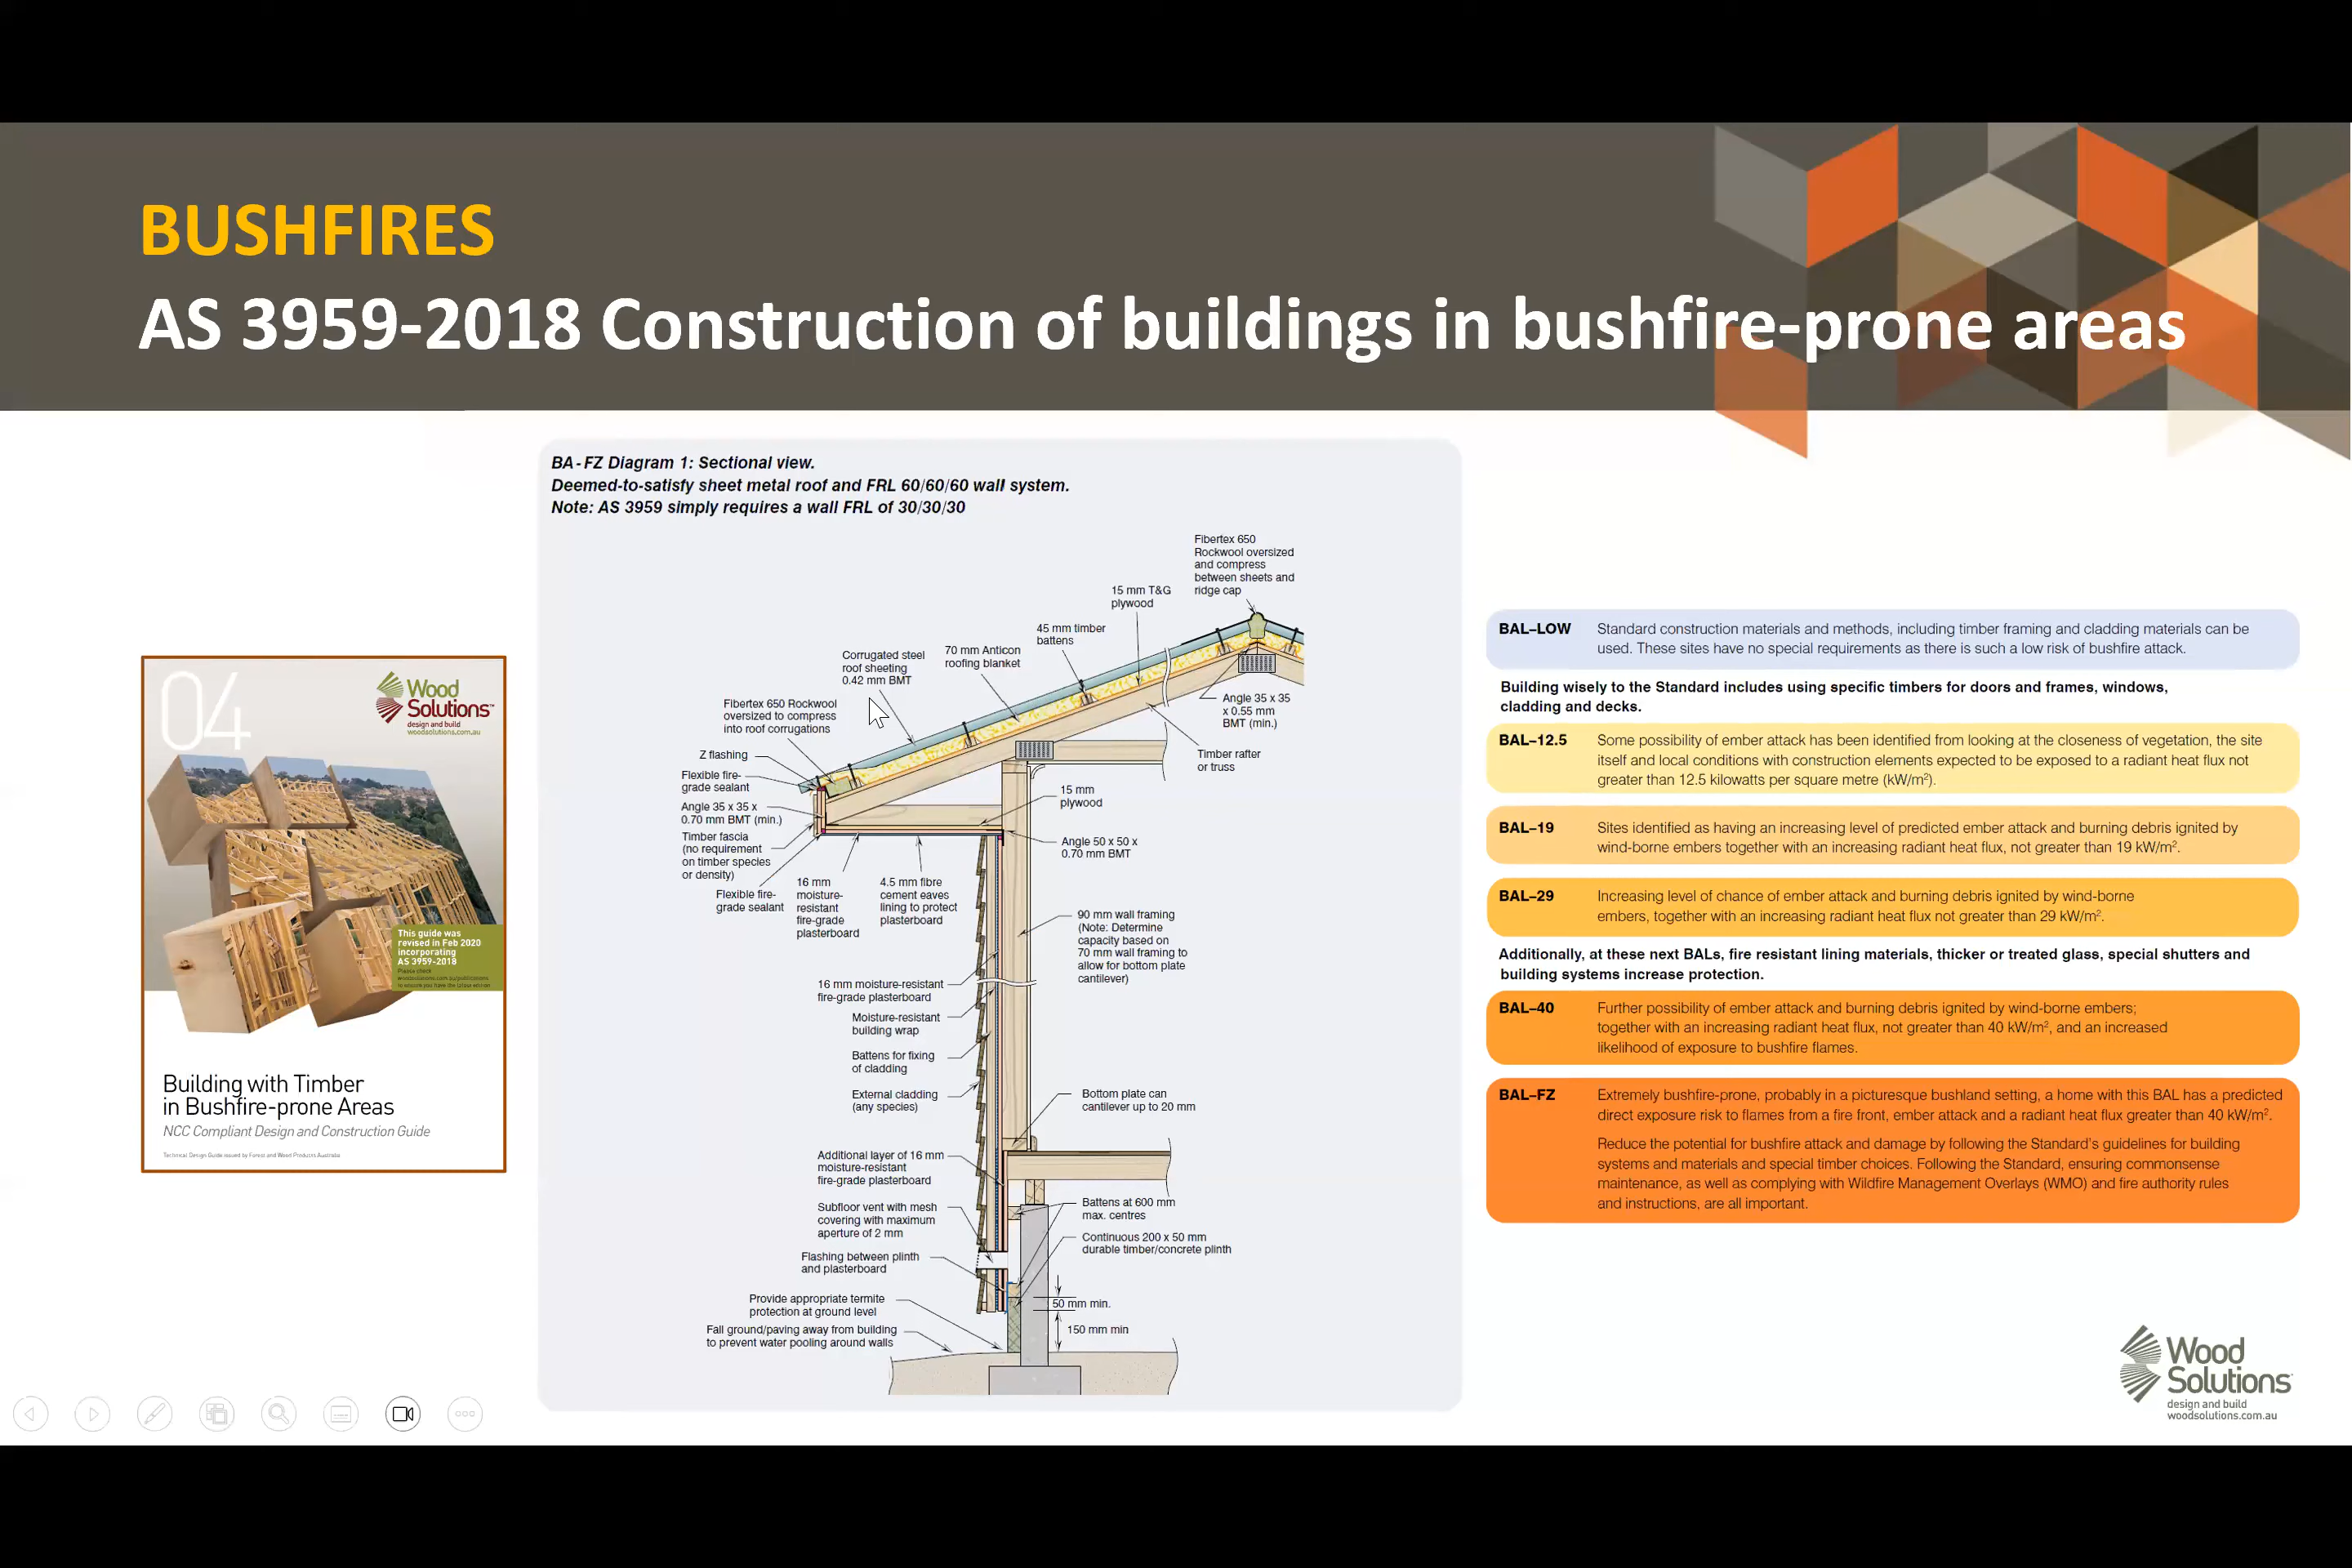 BUSHFIRES
AS 3959-2018 Construction of buildings in bushfire-prone areas
04
Wood
Solutions™
design and build
woodsolutions.com.au
This guide was
revised in Feb 2020
incorporating
AS 3959-2018
Please check
woodsolutions.com.au/publications
to ensure you have the latest version
Building with Timber
in Bushfire-prone Areas
NCC Compliant Design and Construction Guide
Technical Design Guide issued by Forest and Wood Products Australia
BA-FZ Diagram 1: Sectional view.
Deemed-to-satisfy sheet metal roof and FRL 60/60/60 wall system.
Note: AS 3959 simply requires a wall FRL of 30/30/30
Fibertex 650
Rockwool oversized
and compress
between sheets and
ridge cap
15 mm T&G
plywood
45 mm timber
battens
70 mm Anticon
roofing blanket
Corrugated steel
roof sheeting
0.42 mm BMT
Fibertex 650 Rockwool
oversized to compress
into roof corrugations
Z flashing
Flexible fire-
grade sealant
Angle 35 x 35 x
0.70 mm BMT (min.)
Timber fascia
(no requirement
on timber species
or density)
Flexible fire-
grade sealant
16 mm
moisture-
resistant
fire-grade
plasterboard
4.5 mm fibre
cement eaves
lining to protect
plasterboard
Angle 35 x 35
x 0.55 mm
BMT (min.)
Timber rafter
or truss
15 mm
plywood
Angle 50 x 50 x
0.70 mm BMT
90 mm wall framing
(Note: Determine
capacity based on
70 mm wall framing to
allow for bottom plate
cantilever)
16 mm moisture-resistant
fire-grade plasterboard
Moisture-resistant
building wrap
Battens for fixing
of cladding
External cladding
(any species)
Bottom plate can
cantilever up to 20 mm
Additional layer of 16 mm
moisture-resistant
fire-grade plasterboard
Subfloor vent with mesh
covering with maximum
aperture of 2 mm
Flashing between plinth
and plasterboard
Battens at 600 mm
max. centres
Continuous 200 x 50 mm
durable timber/concrete plinth
Provide appropriate termite
protection at ground level
Fall ground/paving away from building
to prevent water pooling around walls
50 mm min.
150 mm min
BAL–LOW Standard construction materials and methods, including timber framing and cladding materials can be
used. These sites have no special requirements as there is such a low risk of bushfire attack.
Building wisely to the Standard includes using specific timbers for doors and frames, windows,
cladding and decks.
BAL–12.5 Some possibility of ember attack has been identified from looking at the closeness of vegetation, the site
itself and local conditions with construction elements expected to be exposed to a radiant heat flux not
greater than 12.5 kilowatts per square metre (kW/m²).
BAL–19 Sites identified as having an increasing level of predicted ember attack and burning debris ignited by
wind-borne embers together with an increasing radiant heat flux, not greater than 19 kW/m².
BAL–29 Increasing level of chance of ember attack and burning debris ignited by wind-borne
embers, together with an increasing radiant heat flux not greater than 29 kW/m².
Additionally, at these next BALs, fire resistant lining materials, thicker or treated glass, special shutters and
building systems increase protection.
BAL–40 Further possibility of ember attack and burning debris ignited by wind-borne embers;
together with an increasing radiant heat flux, not greater than 40 kW/m², and an increased
likelihood of exposure to bushfire flames.
BAL–FZ Extremely bushfire-prone, probably in a picturesque bushland setting, a home with this BAL has a predicted
direct exposure risk to flames from a fire front, ember attack and a radiant heat flux greater than 40 kW/m².
Reduce the potential for bushfire attack and damage by following the Standard's guidelines for building
systems and materials and special timber choices. Following the Standard, ensuring commonsense
maintenance, as well as complying with Wildfire Management Overlays (WMO) and fire authority rules
and instructions, are all important.
Wood
Solutions
design and build
woodsolutions.com.au